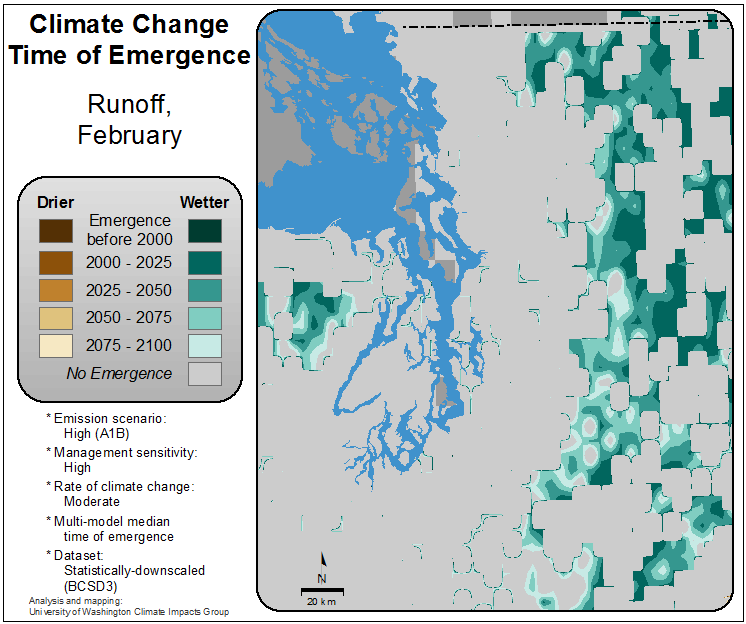 Climate Change
Time of Emergence
Runoff,
February
Drier Wetter
Emergence
before 2000
2000 - 2025
2025 - 2050
2050 - 2075
2075 - 2100
No Emergence
* Emission scenario:
High (A1B)
* Management sensitivity:
High
* Rate of climate change:
Moderate
* Multi-model median
time of emergence
* Dataset:
Statistically-downscaled
(BCSD3)
Analysis and mapping:
University of Washington Climate Impacts Group
N
20 km